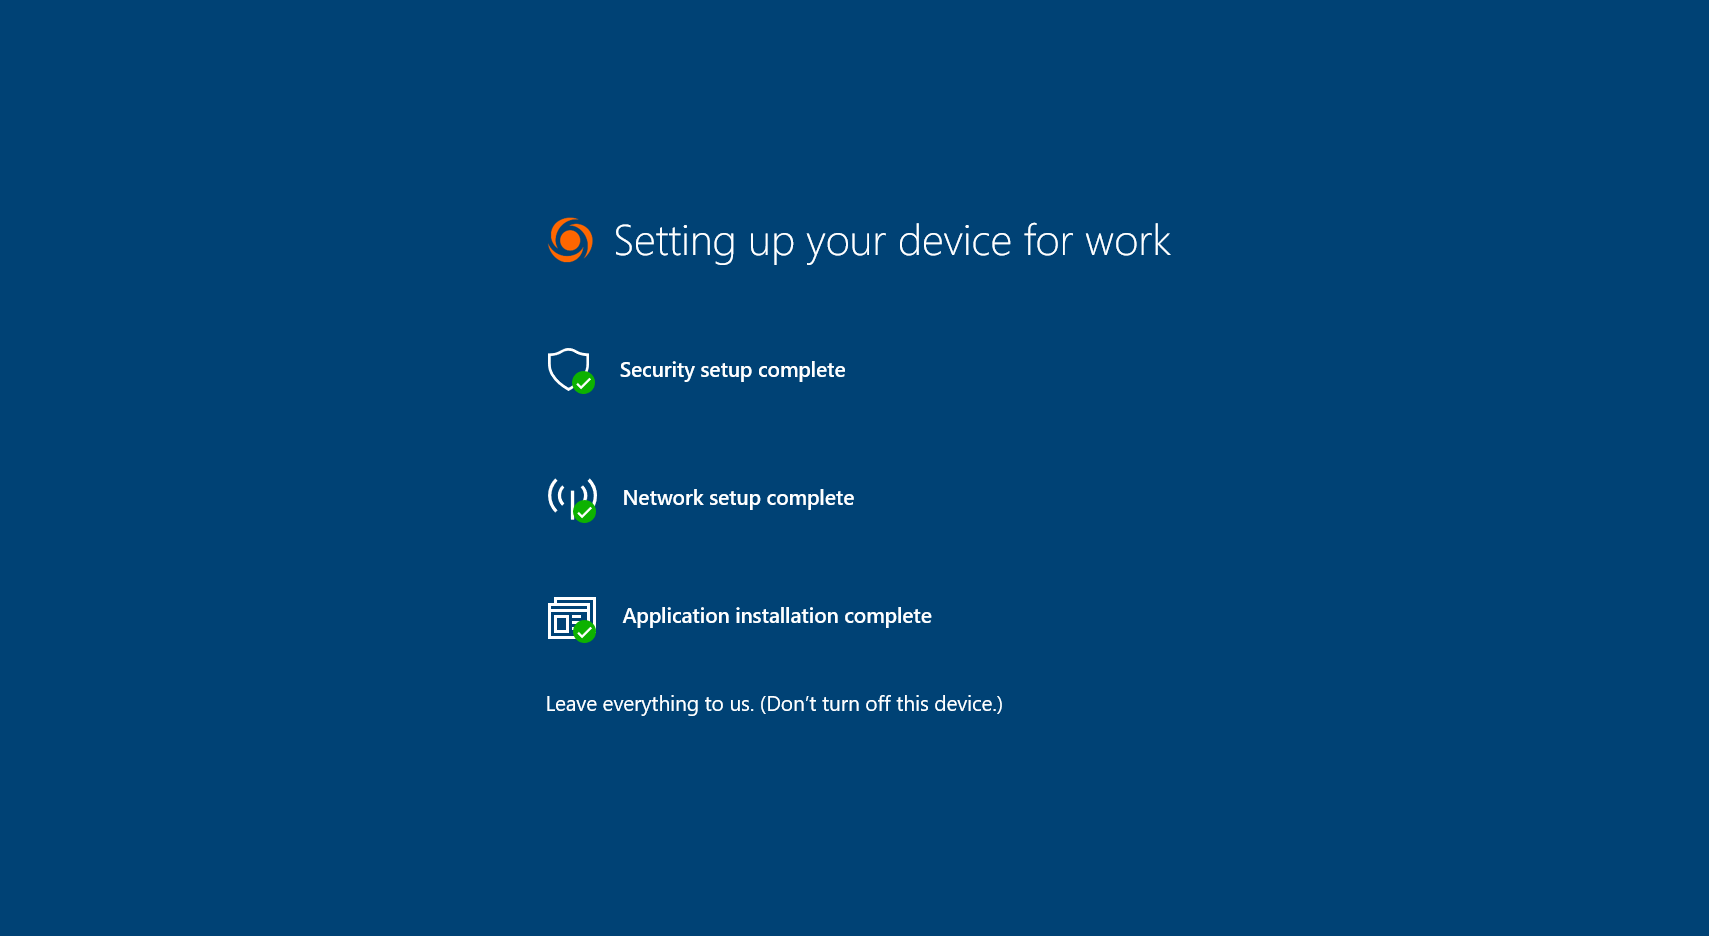 Setting up your device for work
Security setup complete
Network setup complete
Application installation complete
Leave everything to us. (Don’t turn off this device.)